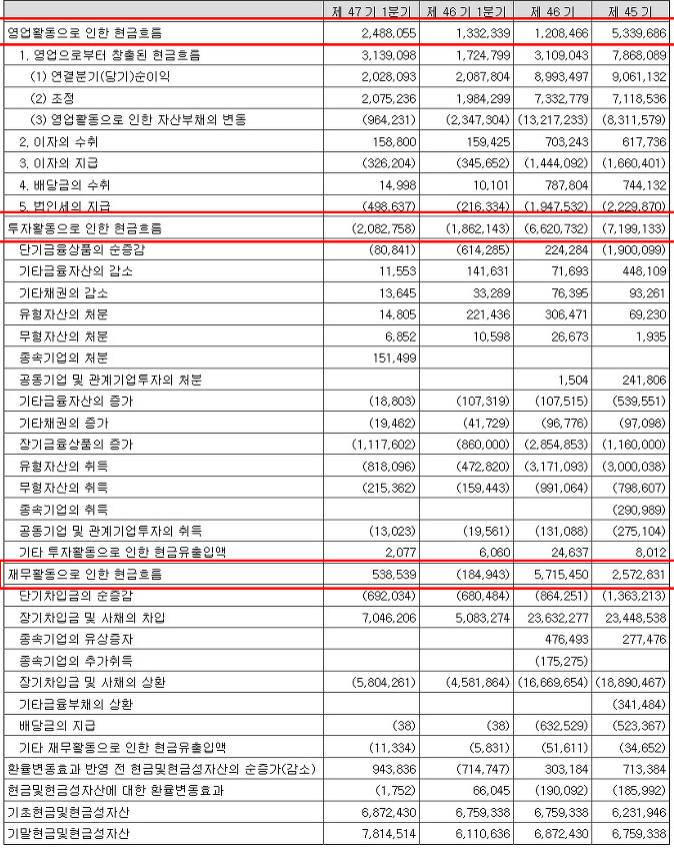 제 47 기 1분기 제 46 기 1분기 제 46 기 제 45 기
영업활동으로 인한 현금흐름 2,488,055 1,332,339 1,208,466 5,339,686
1. 영업으로부터 창출된 현금흐름 3,139,098 1,724,799 3,109,043 7,868,089
(1) 연결분기(당기)순이익 2,028,093 2,087,804 8,993,497 9,061,132
(2) 조정 2,075,236 1,984,299 7,332,779 7,118,536
(3) 영업활동으로 인한 자산부채의 변동 (964,231) (2,347,304) (13,217,233) (8,311,579)
2. 이자의 수취 158,800 159,425 703,243 617,736
3. 이자의 지급 (326,204) (345,652) (1,444,092) (1,660,401)
4. 배당금의 수취 14,998 10,101 787,804 744,132
5. 법인세의 지급 (498,637) (216,334) (1,947,532) (2,229,870)
투자활동으로 인한 현금흐름 (2,082,758) (1,862,143) (6,620,732) (7,199,133)
단기금융상품의 순증감 (80,841) (614,285) 224,284 (1,900,099)
기타금융자산의 감소 11,553 141,631 71,693 448,109
기타채권의 감소 13,645 33,289 76,395 93,261
유형자산의 처분 14,805 221,436 306,471 69,230
무형자산의 처분 6,852 10,598 26,673 1,935
종속기업의 처분 151,499
공동기업 및 관계기업투자의 처분 1,504 241,806
기타금융자산의 증가 (18,803) (107,319) (107,515) (539,551)
기타채권의 증가 (19,462) (41,729) (96,776) (97,098)
장기금융상품의 증가 (1,117,602) (860,000) (2,854,853) (1,160,000)
유형자산의 취득 (818,096) (472,820) (3,171,093) (3,000,038)
무형자산의 취득 (215,362) (159,443) (991,064) (798,607)
종속기업의 취득 (290,989)
공동기업 및 관계기업투자의 취득 (13,023) (19,561) (131,088) (275,104)
기타 투자활동으로 인한 현금유출입액 2,077 6,060 24,637 8,012
재무활동으로 인한 현금흐름 538,539 (184,943) 5,715,450 2,572,831
단기차입금의 순증감 (692,034) (680,484) (864,251) (1,363,213)
장기차입금 및 사채의 차입 7,046,206 5,083,274 23,632,277 23,448,538
종속기업의 유상증자 476,493 277,476
종속기업의 추가취득 (175,275)
장기차입금 및 사채의 상환 (5,804,261) (4,581,864) (16,669,654) (18,890,467)
기타금융부채의 상환 (341,484)
배당금의 지급 (38) (38) (632,529) (523,367)
기타 재무활동으로 인한 현금유출입액 (11,334) (5,831) (51,611) (34,652)
환율변동효과 반영 전 현금및현금성자산의 순증가(감소) 943,836 (714,747) 303,184 713,384
현금및현금성자산에 대한 환율변동효과 (1,752) 66,045 (190,092) (185,992)
기초현금및현금성자산 6,872,430 6,759,338 6,759,338 6,231,946
기말현금및현금성자산 7,814,514 6,110,636 6,872,430 6,759,338